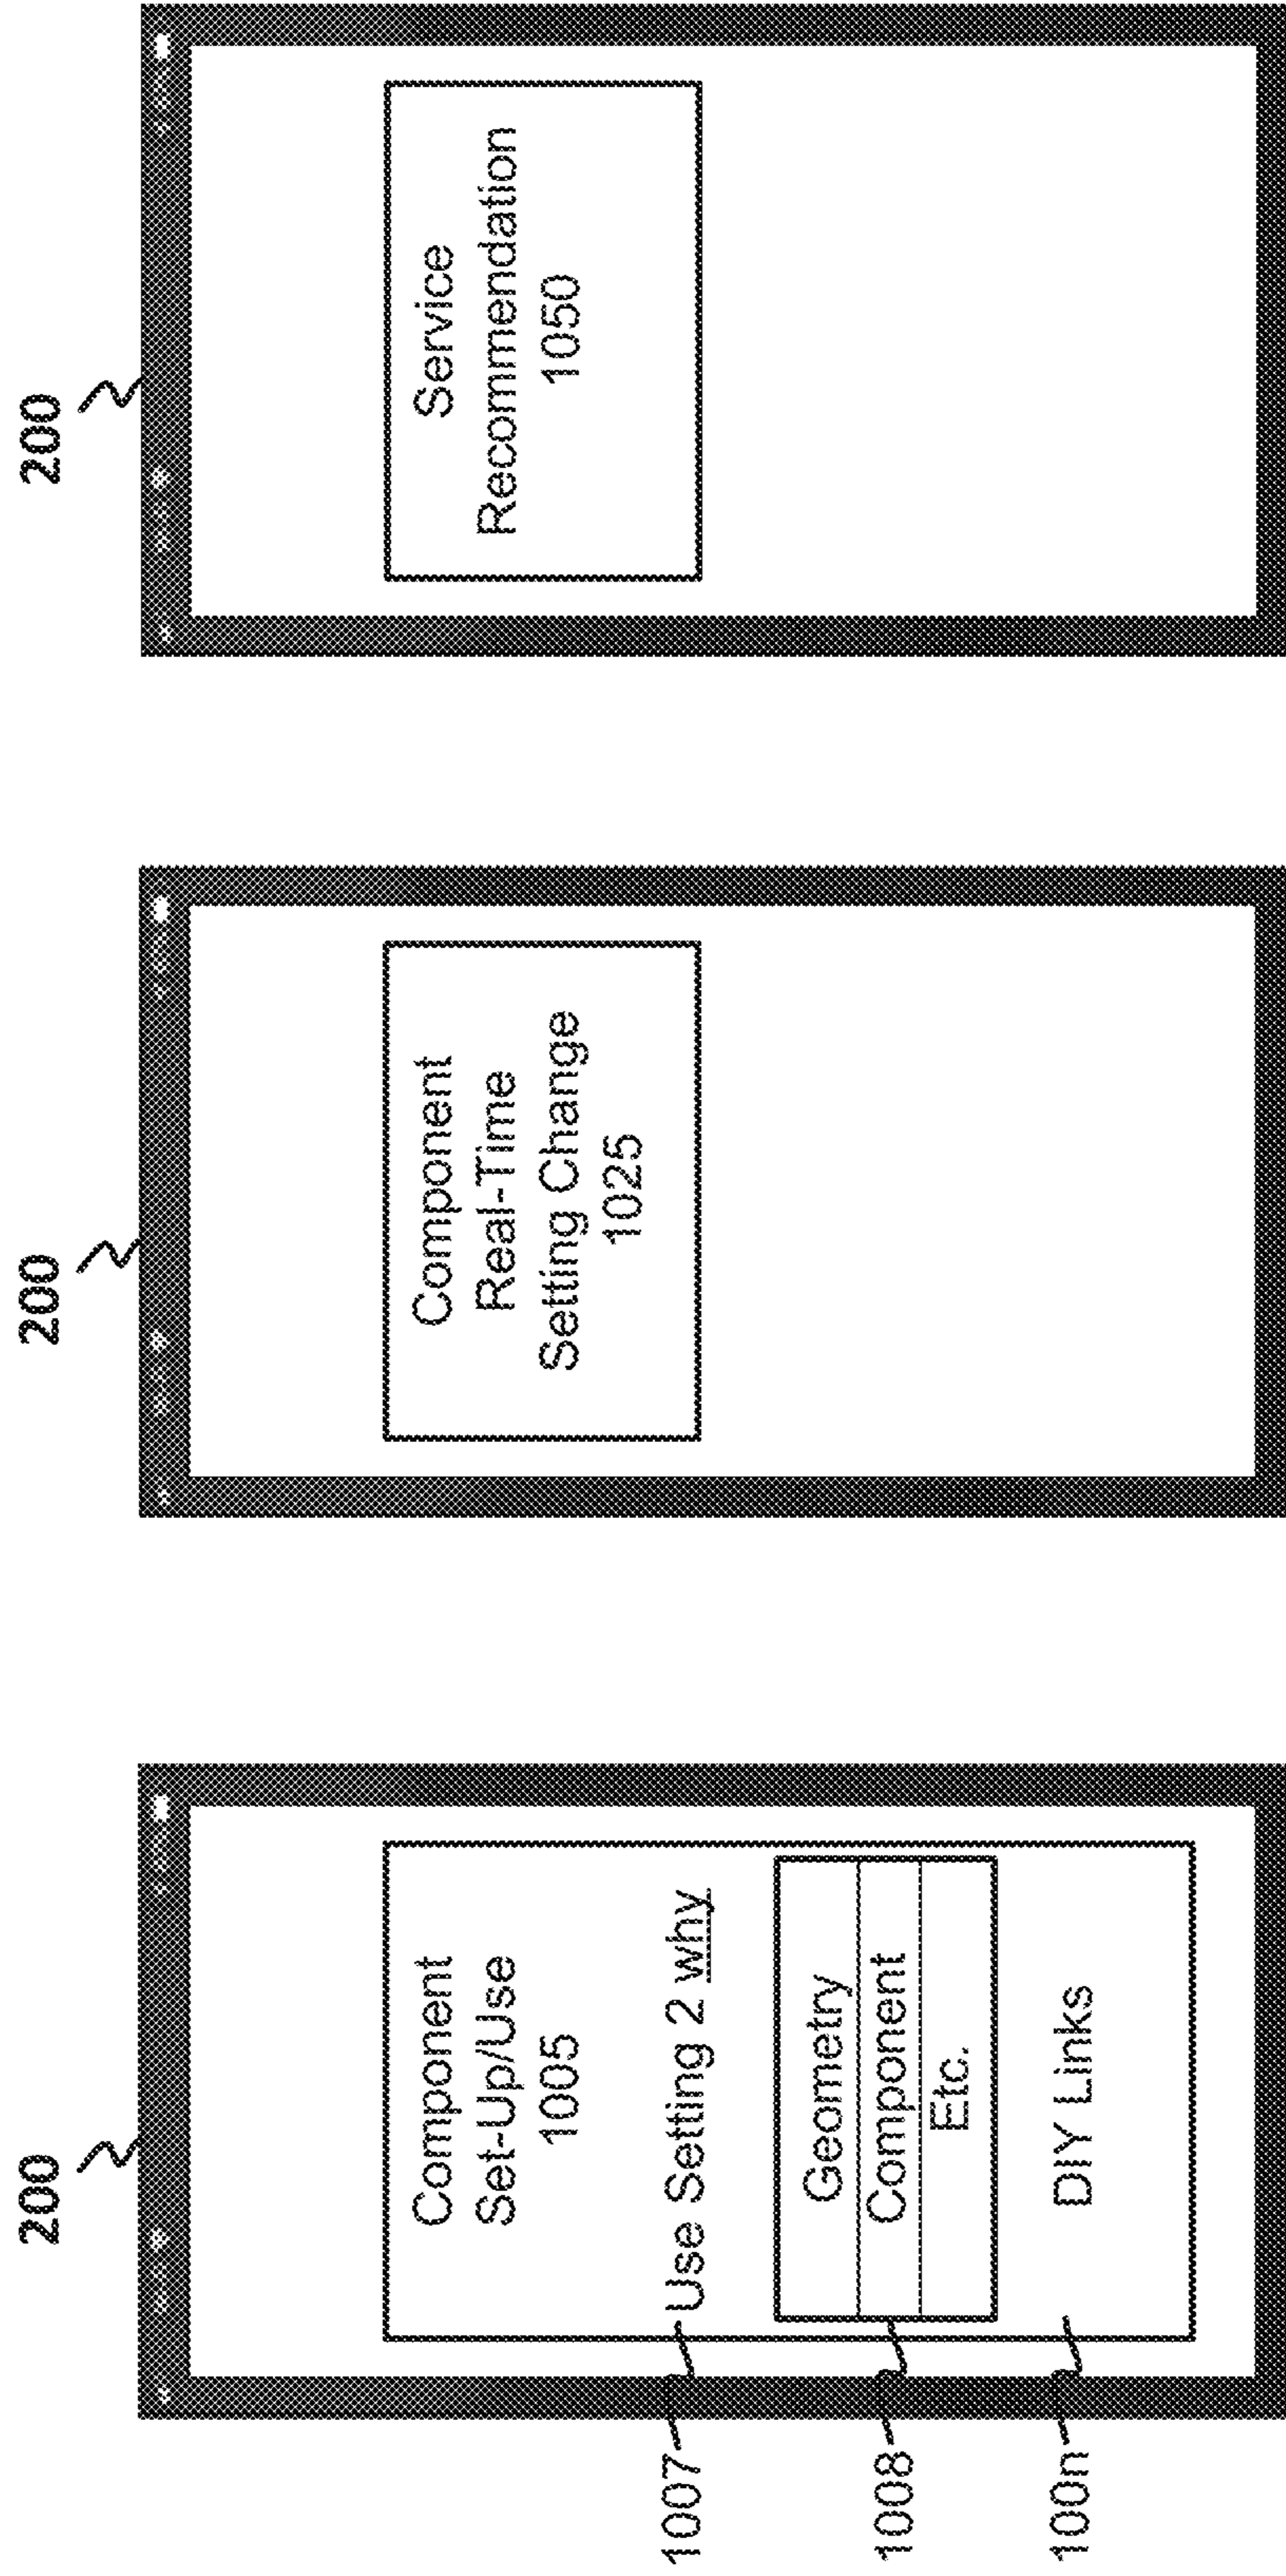 200
Component
Set-Up/Use
1005
1007
Use Setting 2 why
1008
Geometry
Component
Etc.
100n
DIY Links
200
Component
Real-Time
Setting Change
1025
200
Service
Recommendation
1050